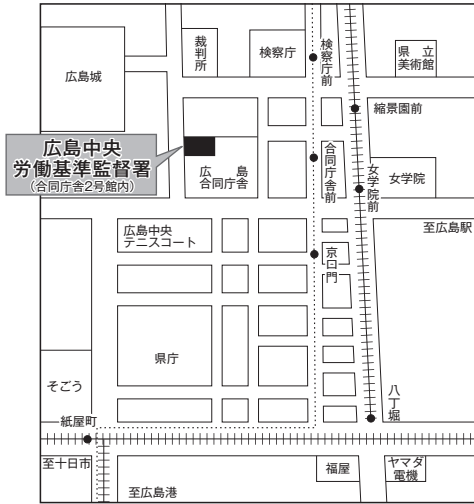 裁判所
検察庁
検察庁前
県立
美術館
広島城
縮景園前
広島中央
労働基準監督署
(合同庁舎2号館内)
広島
合同庁舎
合同庁舎前
女学院前
女学院
広島中央
テニスコート
至広島駅
京口門
県庁
そごう
八丁堀
紙屋町
至十日市
至広島港
福屋
ヤマダ
電機